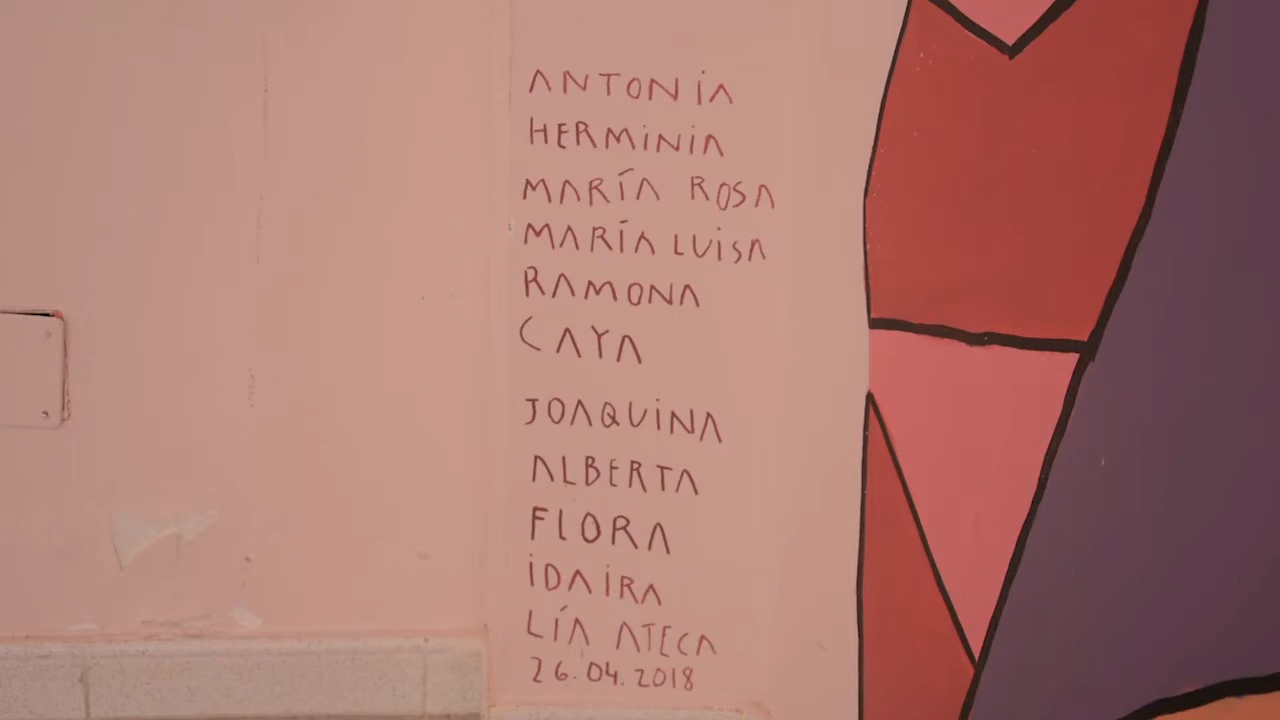 ANTONIA
HERMINIA
MARÍA ROSA
MARÍA LUISA
RAMONA
CAYA
JOAQUINA
ALBERTA
FLORA
IDAIRA
LÍA ATECA
26.04.2018